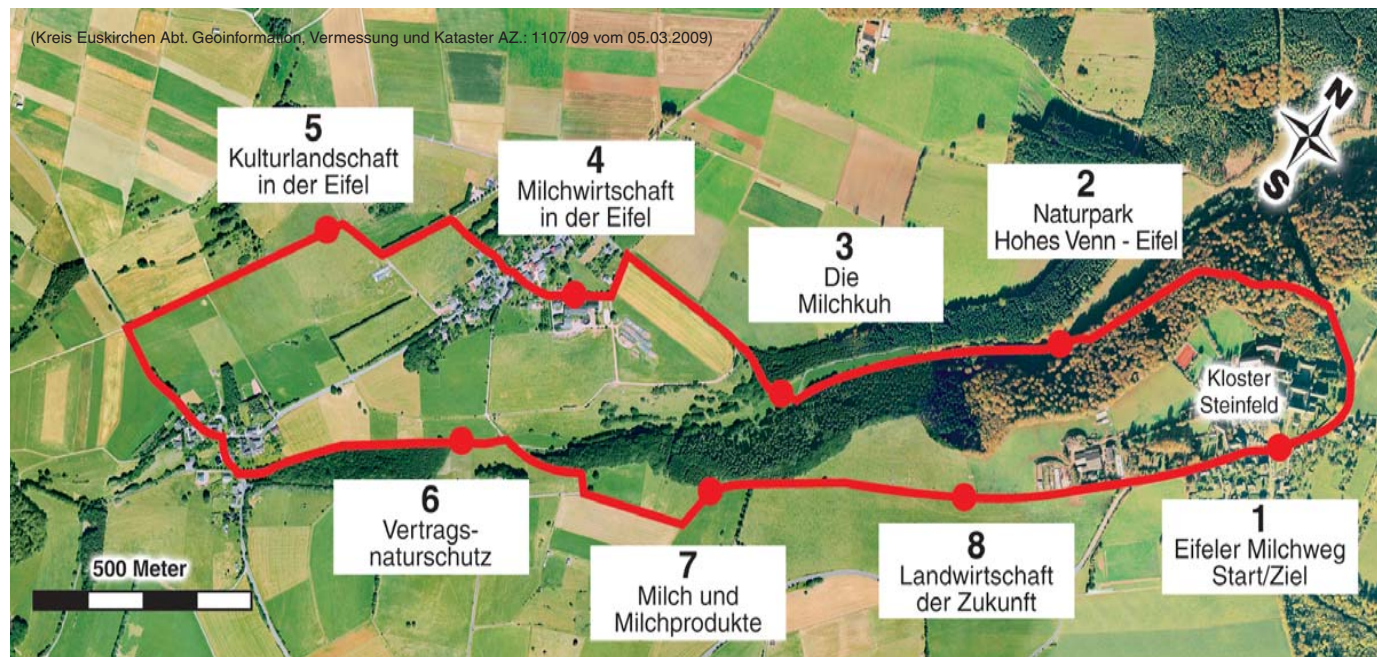 (Kreis Euskirchen Abt. Geoinformation, Vermessung und Kataster AZ.: 1107/09 vom 05.03.2009)
N
S
5
Kulturlandschaft
in der Eifel
4
Milchwirtschaft
in der Eifel
3
Die
Milchkuh
2
Naturpark
Hohes Venn - Eifel
Kloster
Steinfeld
6
Vertrags-
naturschutz
7
Milch und
Milchprodukte
8
Landwirtschaft
der Zukunft
1
Eifeler Milchweg
Start/Ziel
500 Meter